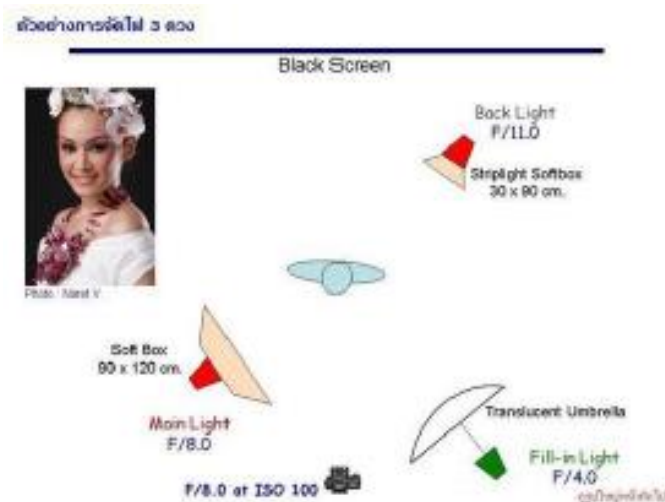 ตัวอย่างการจัดไฟ 3 ดวง
Black Screen
Back Light
F/11.0
Striplight Softbox
30 x 90 cm.
Photo : Narel V
Soft Box
90 x 120 cm.
Main Light
F/8.0
Translucent Umbrella
Fill-in Light
F/4.0
F/8.0 at ISO 100